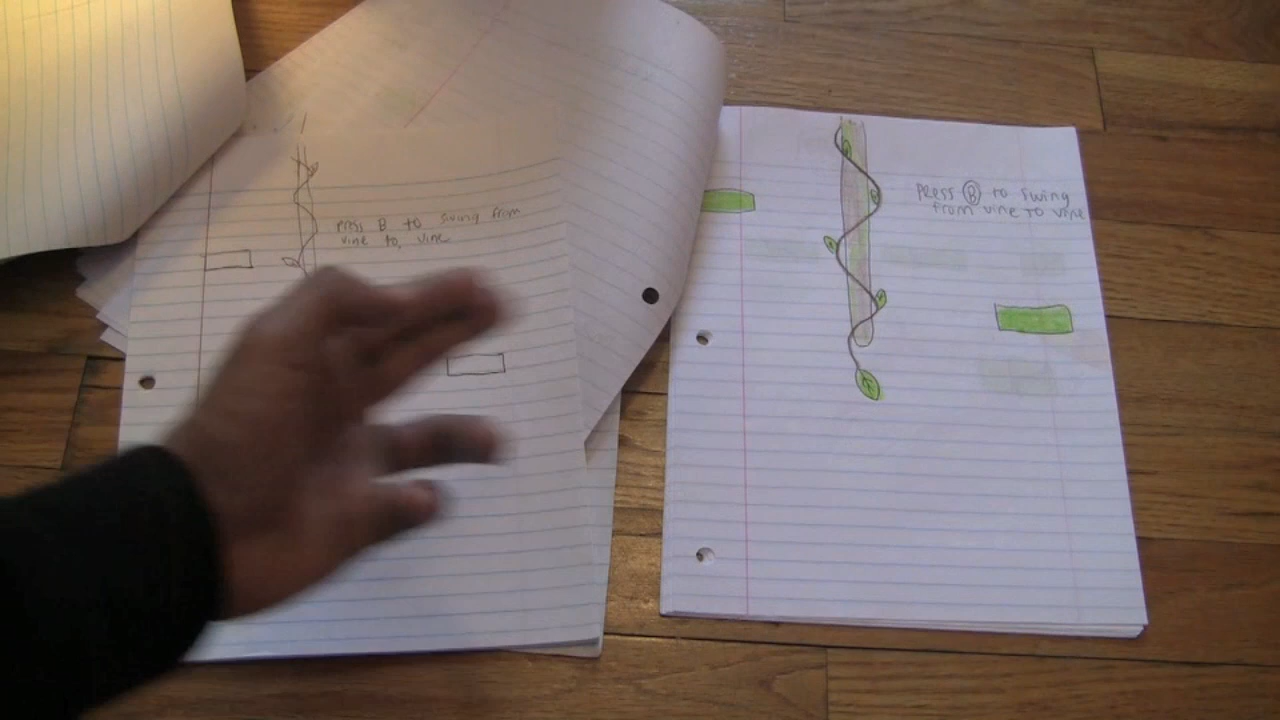 Press B to swing from
vine to vine
Press B to swing
from vine to vine